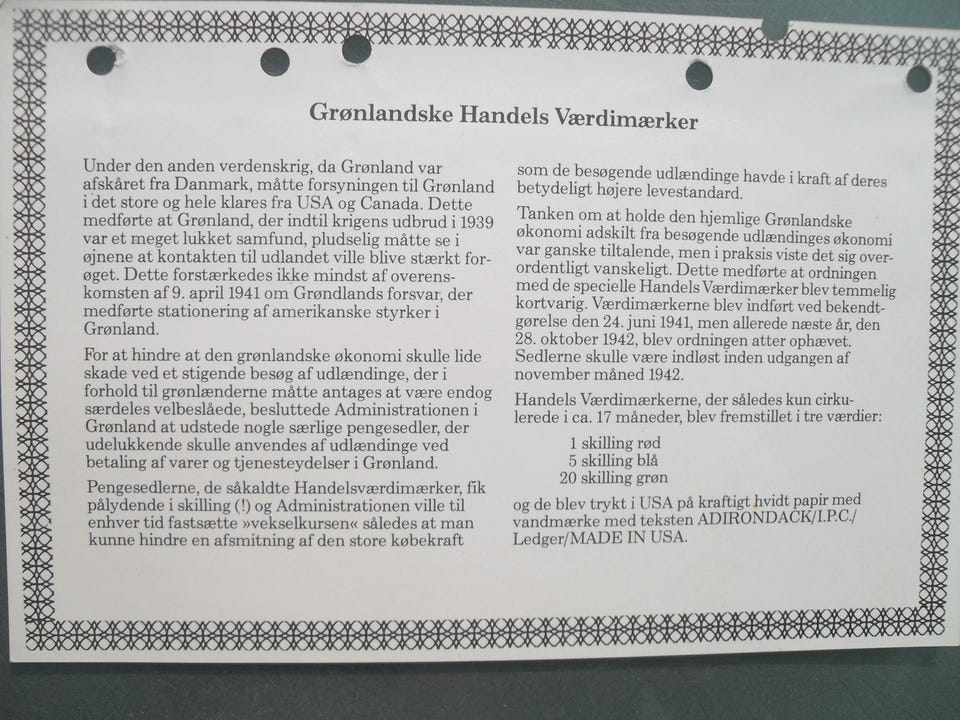 Grønlandske Handels Værdimærker
Under den anden verdenskrig, da Grønland var
afskåret fra Danmark, måtte forsyningen til Grønland
i det store og hele klares fra USA og Canada. Dette
medførte at Grønland, der indtil krigens udbrud i 1939
var et meget lukket samfund, pludselig måtte se i
øjnene at kontakten til udlandet ville blive stærkt for-
øget. Dette forstærkedes ikke mindst af overens-
komsten af 9. april 1941 om Grøndlands forsvar, der
medførte stationering af amerikanske styrker i
Grønland.
For at hindre at den grønlandske økonomi skulle lide
skade ved et stigende besøg af udlændinge, der i
forhold til grønlænderne måtte antages at være endog
særdeles velbeslåede, besluttede Administrationen i
Grønland at udstede nogle særlige pengesedler, der
udelukkende skulle anvendes af udlændinge ved
betaling af varer og tjenesteydelser i Grønland.
Pengesedlerne, de såkaldte Handelsværdimærker, fik
pålydende i skilling (!) og Administrationen ville til
enhver tid fastsætte »vekselkursen« således at man
kunne hindre en afsmitning af den store købekraft
som de besøgende udlændinge havde i kraft af deres
betydeligt højere levestandard.
Tanken om at holde den hjemlige Grønlandske
økonomi adskilt fra besøgende udlændinges økonomi
var ganske tiltalende, men i praksis viste det sig over-
ordentligt vanskeligt. Dette medførte at ordningen
med de specielle Handels Værdimærker blev temmelig
kortvarig. Værdimærkerne blev indført ved bekendt-
gørelse den 24. juni 1941, men allerede næste år, den
28. oktober 1942, blev ordningen atter ophævet.
Sedlerne skulle være indløst inden udgangen af
november måned 1942.
Handels Værdimærkerne, der således kun cirku-
lerede i ca. 17 måneder, blev fremstillet i tre værdier:
1 skilling rød
5 skilling blå
20 skilling grøn
og de blev trykt i USA på kraftigt hvidt papir med
vandmærke med teksten ADIRONDACK/I.P.C./
Ledger/MADE IN USA.